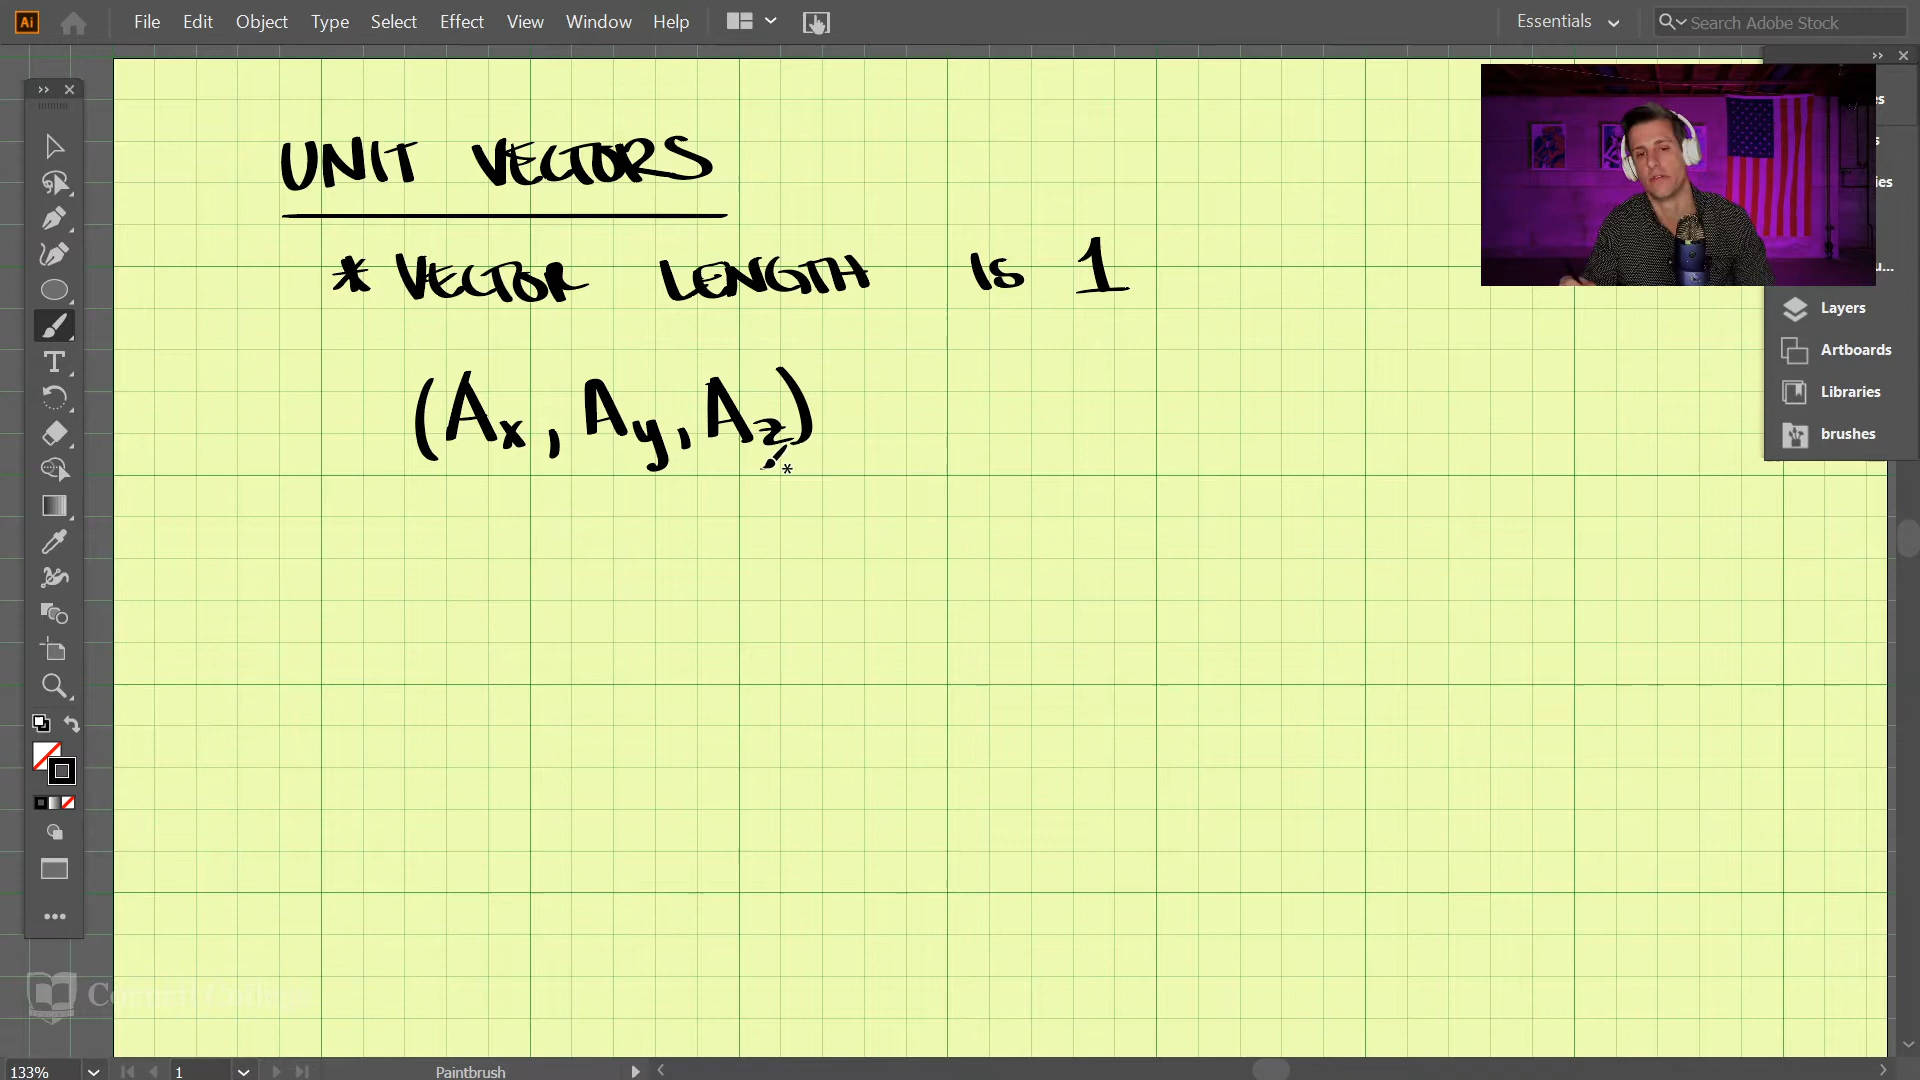 Ai File Edit Object Type Select Effect View Window Help Essentials Search Adobe Stock
UNIT VECTORS
* VECTOR LENGTH IS 1
(Ax, Ay, Az)
Layers
Artboards
Libraries
brushes
133% 1 Paintbrush